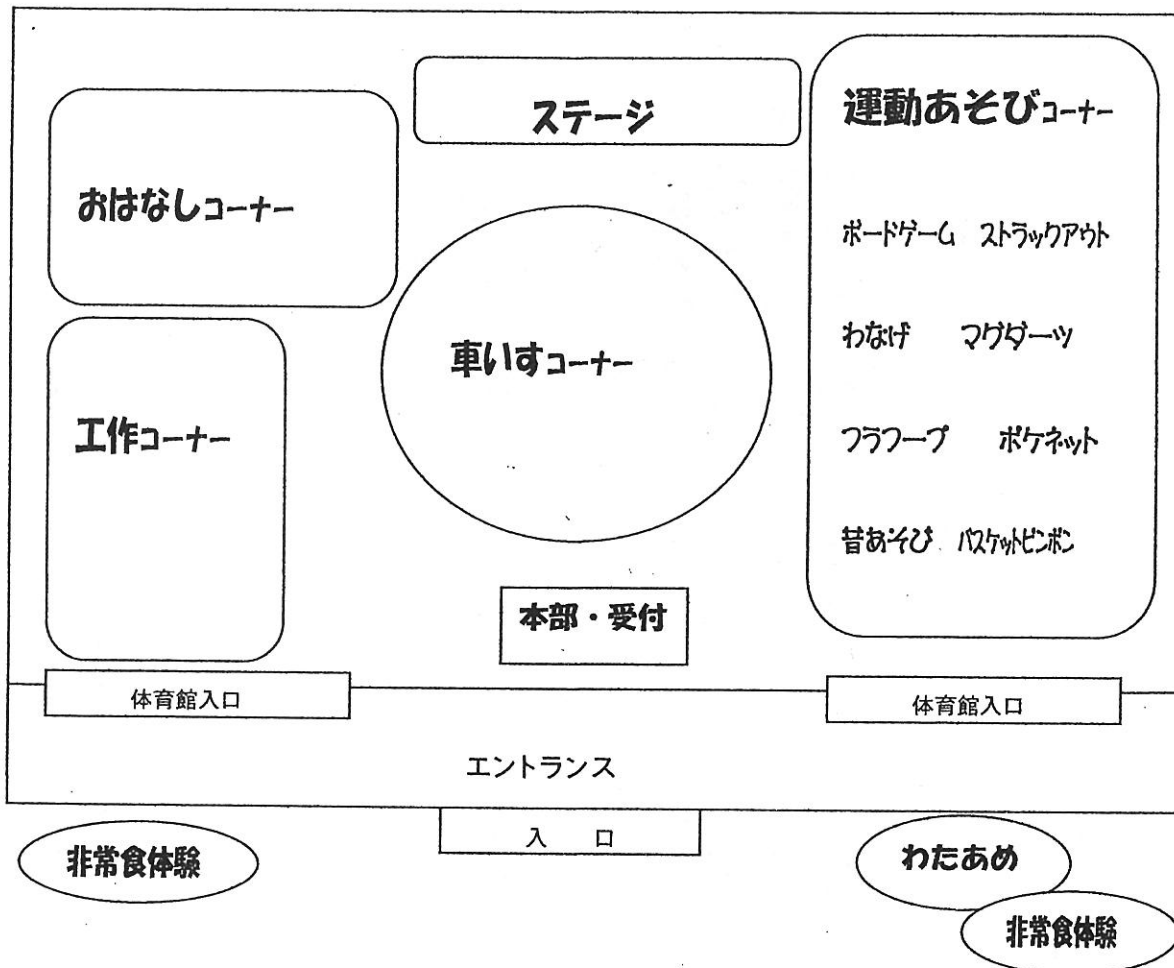 ステージ
運動あそびコーナー
おはなしコーナー
ボードゲーム ストラックアウト
わなげ マグダーツ
車いすコーナー
工作コーナー
フラフープ ポケネット
昔あそび バスケットピンポン
本部・受付
体育館入口
体育館入口
エントランス
入 口
非常食体験
わたあめ
非常食体験